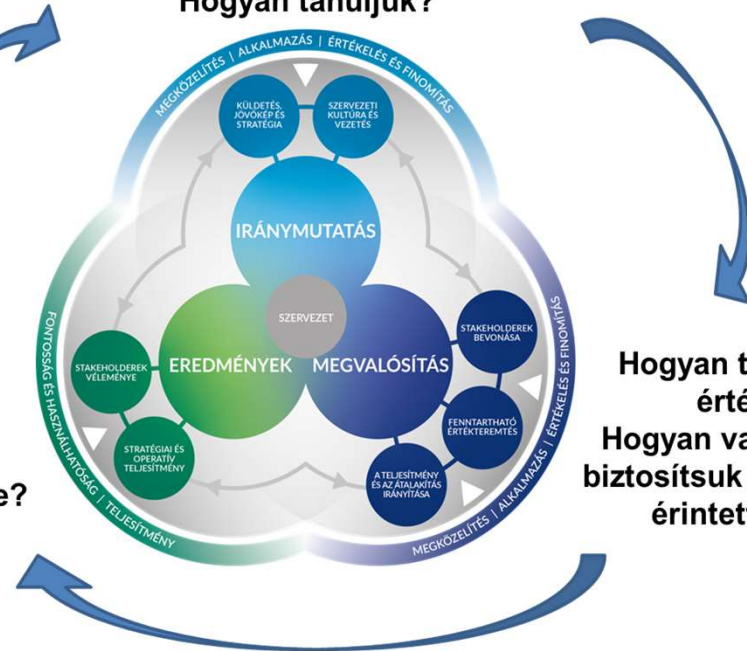 Hogyan tanuljuk?
MEGKÖZELÍTÉS | ALKALMAZÁS | ÉRTÉKELÉS ÉS FINOMÍTÁS
KÜLDETÉS,
JÖVŐKÉP ÉS
STRATÉGIA
SZERVEZETI
KULTÚRA ÉS
VEZETÉS
IRÁNYMUTATÁS
SZERVEZET
EREDMÉNYEK
MEGVALÓSÍTÁS
STAKEHOLDEREK
VÉLEMÉNYE
STRATÉGIAI ÉS
OPERATÍV
TELJESÍTMÉNY
STAKEHOLDEREK
BEVONÁSA
FENNTARTHATÓ
ÉRTÉKTEREMTÉS
A TELJESÍTMÉNY
ÉS AZ ÁTALAKÍTÁS
IRÁNYÍTÁSA
FONTOSSÁG ÉS HASZNÁLHATÓSÁG | TELJESÍTMÉNY
MEGKÖZELÍTÉS | ALKALMAZÁS | ÉRTÉKELÉS ÉS FINOMÍTÁS
Hogyan t
érté
Hogyan va
biztosítsuk
érintet
e?